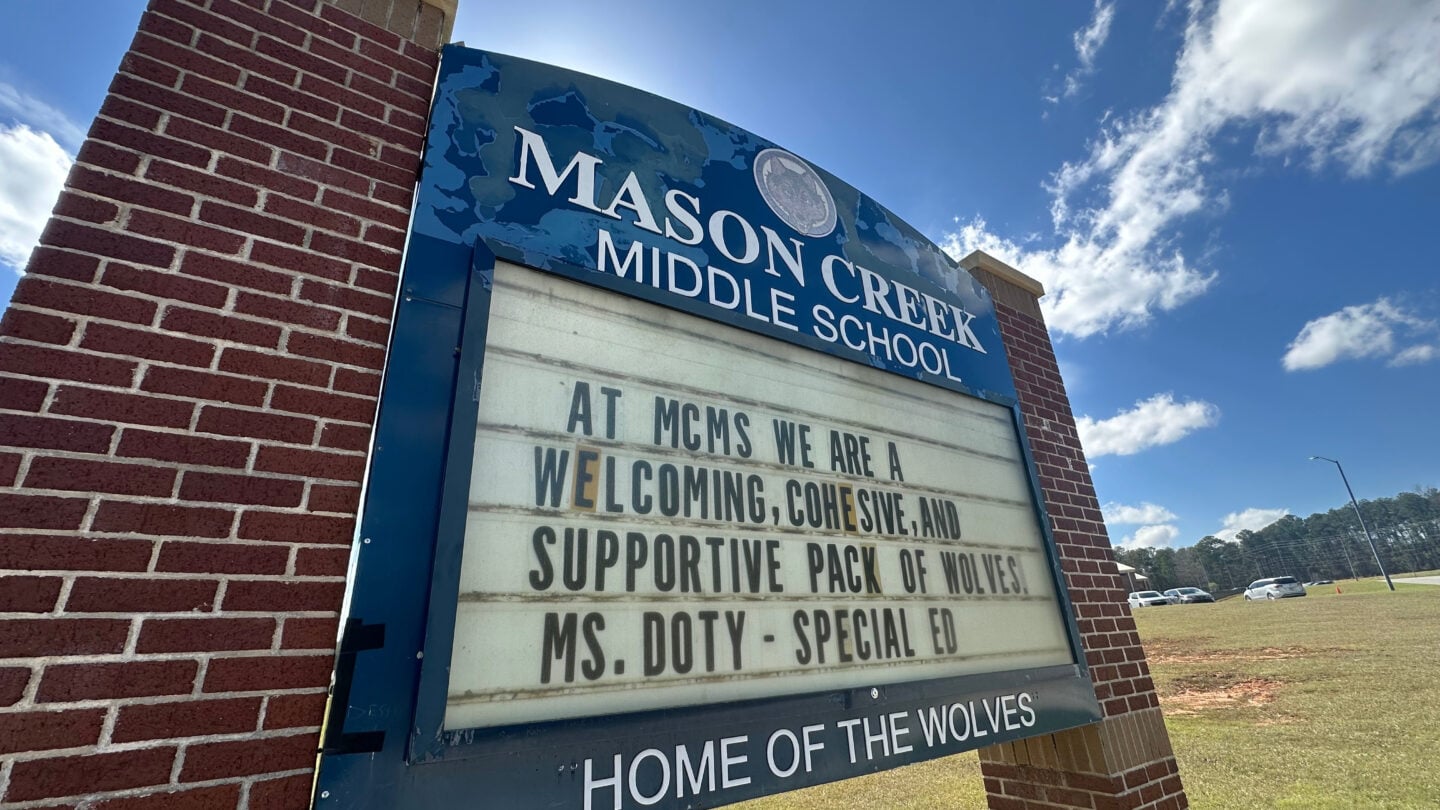 MASON CREEK
MIDDLE SCHOOL
AT MCMS WE ARE A
WELCOMING, COHESIVE, AND
SUPPORTIVE PACK OF WOLVES.
MS. DOTY - SPECIAL ED
HOME OF THE WOLVES